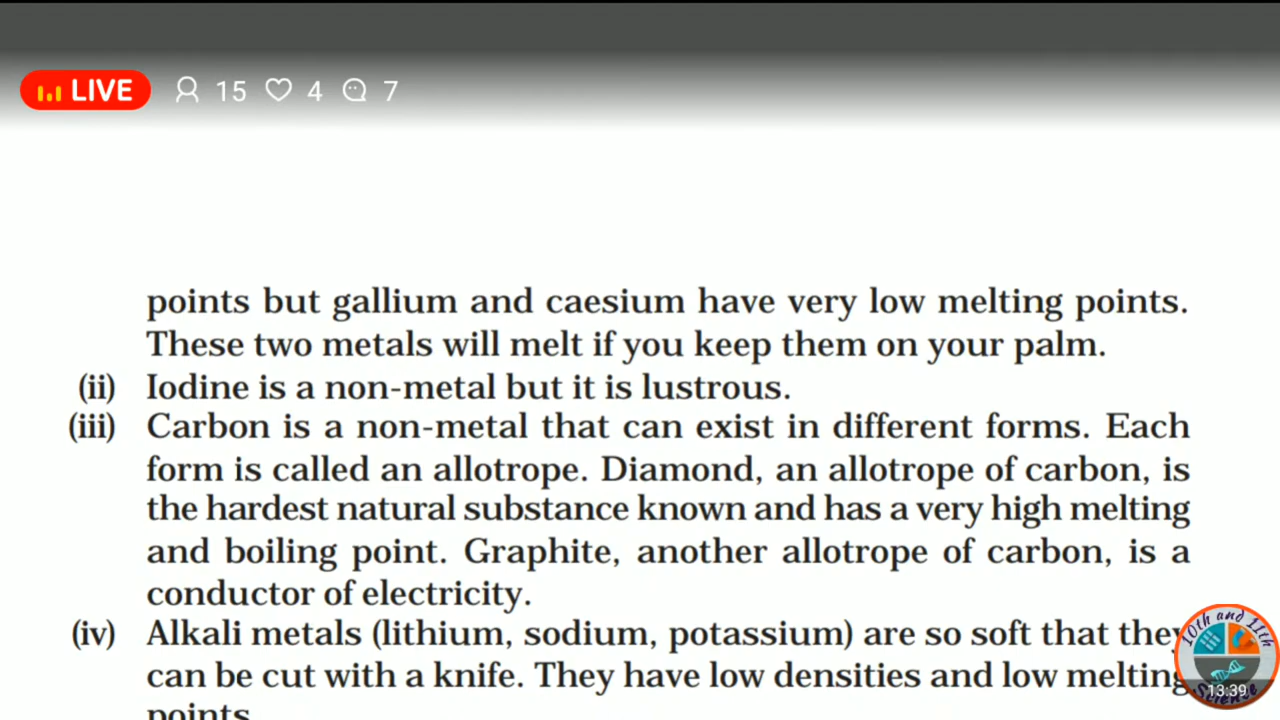 LIVE 15 4 7
points but gallium and caesium have very low melting points.
These two metals will melt if you keep them on your palm.
(ii) Iodine is a non-metal but it is lustrous.
(iii) Carbon is a non-metal that can exist in different forms. Each
form is called an allotrope. Diamond, an allotrope of carbon, is
the hardest natural substance known and has a very high melting
and boiling point. Graphite, another allotrope of carbon, is a
conductor of electricity.
(iv) Alkali metals (lithium, sodium, potassium) are so soft that they
can be cut with a knife. They have low densities and low melting
points.
10th and 11th
Science
13:39